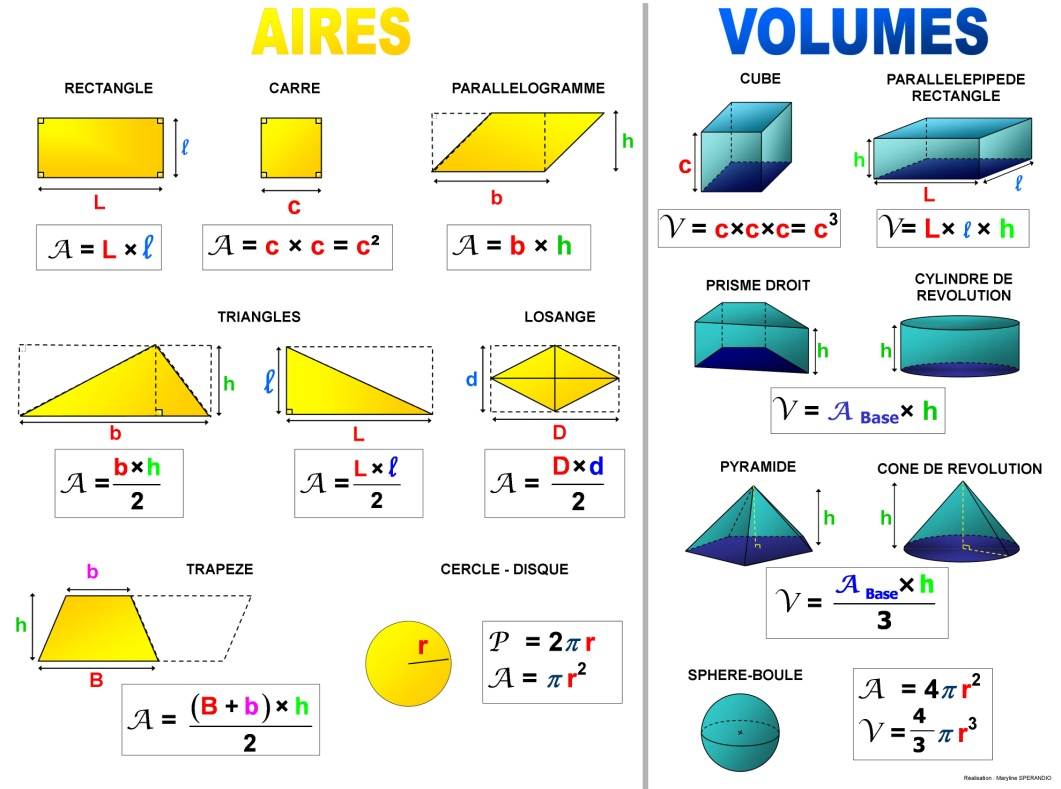 AIRES
RECTANGLE
CARRE
PARALLELOGRAMME
ℓ
L
c
h
b
𝒜 = L × ℓ
𝒜 = c × c = c²
𝒜 = b × h
TRIANGLES
LOSANGE
h
b
ℓ
L
d
D
𝒜 = b×h / 2
𝒜 = L × ℓ / 2
𝒜 = D×d / 2
TRAPEZE
CERCLE - DISQUE
b
h
B
r
𝒫 = 2 π r
𝒜 = π r²
𝒜 = (B + b) × h / 2
VOLUMES
CUBE
PARALLELEPIPEDE
RECTANGLE
c
h
L
ℓ
𝒱 = c×c×c= c³
𝒱= L× ℓ × h
PRISME DROIT
CYLINDRE DE
REVOLUTION
h
h
𝒱 = 𝒜 Base × h
PYRAMIDE
CONE DE REVOLUTION
h
h
𝒱 = 𝒜 Base × h / 3
SPHERE-BOULE
𝒜 = 4 π r²
𝒱 = 4/3 π r³
Réalisation : Maryline SPERANDIO